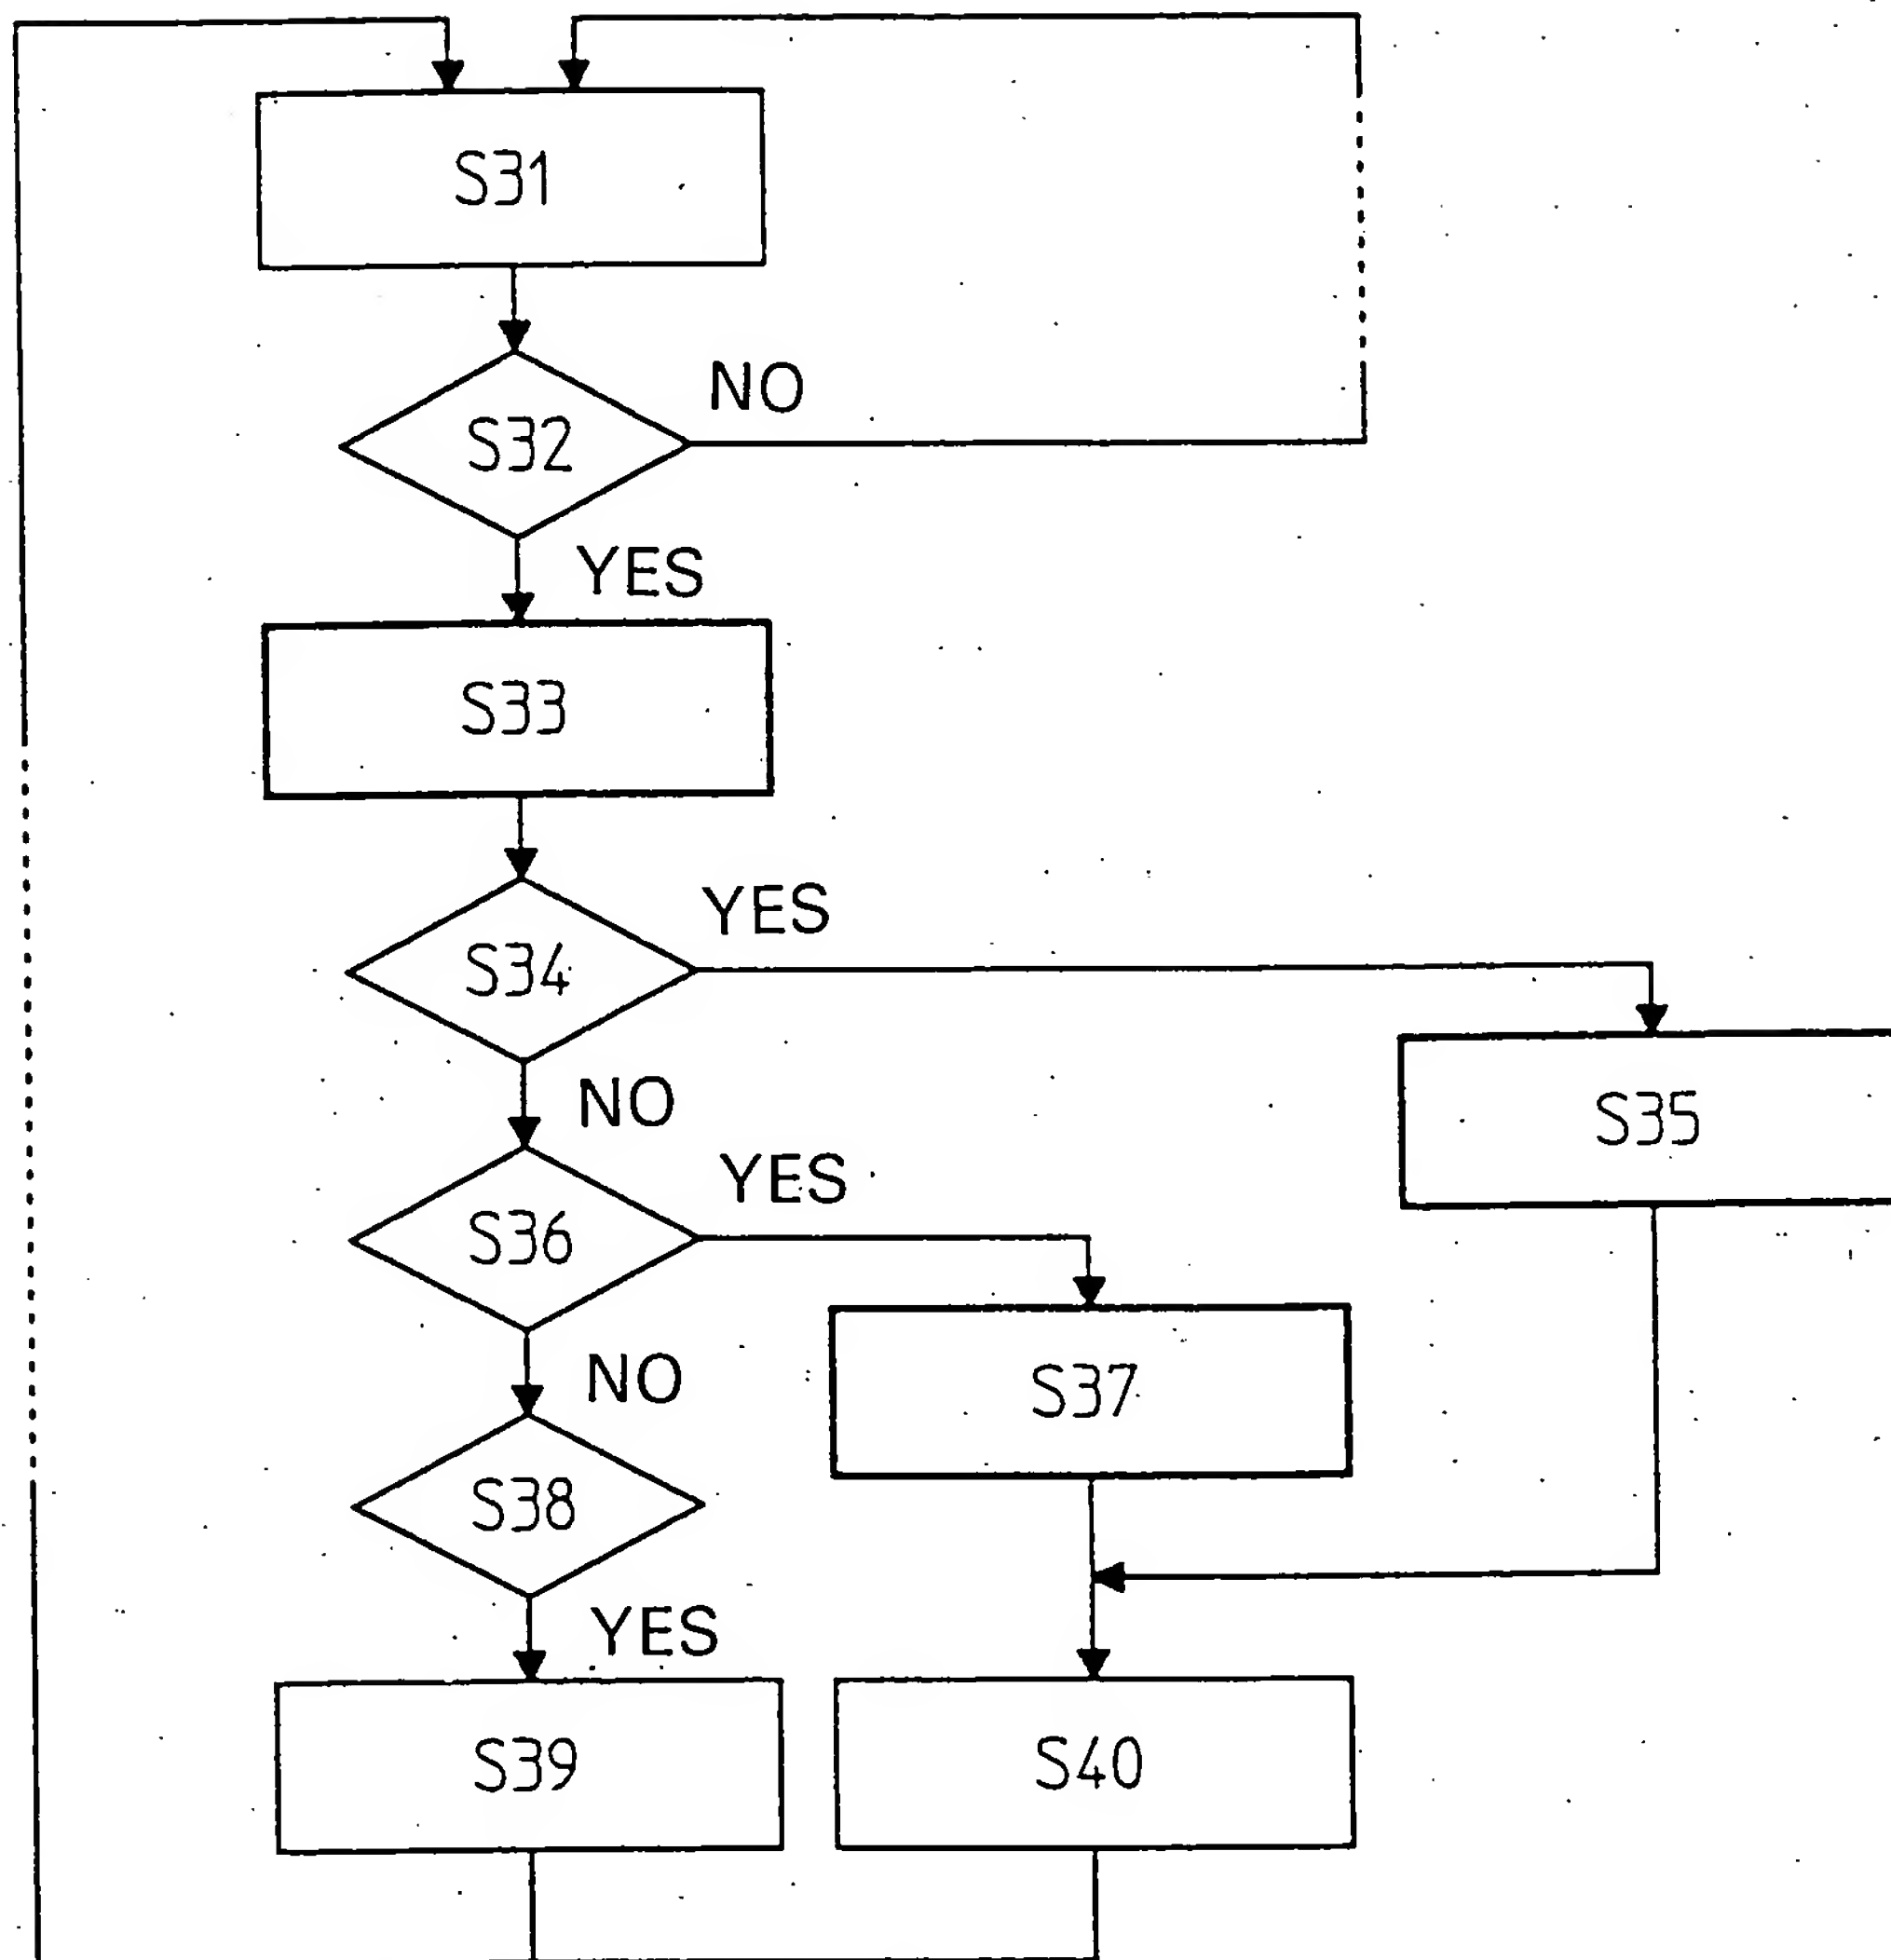 S31
NO
S32
YES
S33
YES
S34
NO
S35
YES
S36
NO
S37
S38
YES
S39
S40